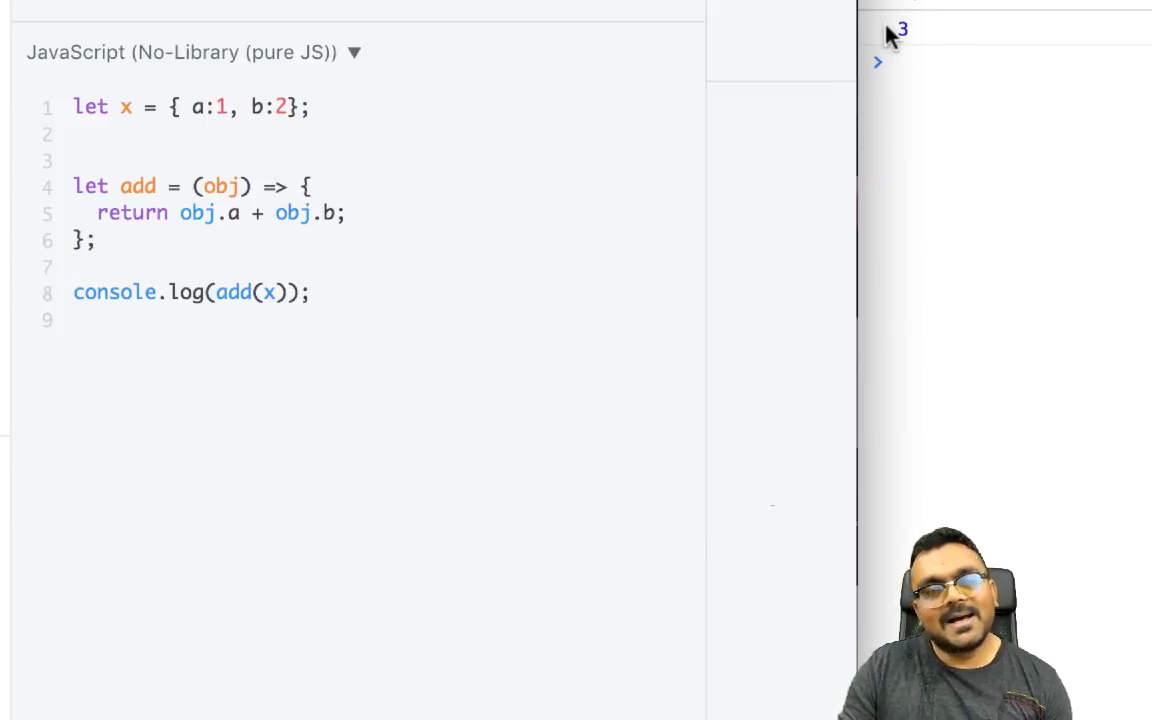 JavaScript (No-Library (pure JS)) ▼
1 let x = { a:1, b:2};
2
3
4 let add = (obj) => {
5 return obj.a + obj.b;
6 };
7
8 console.log(add(x));
9
3
>